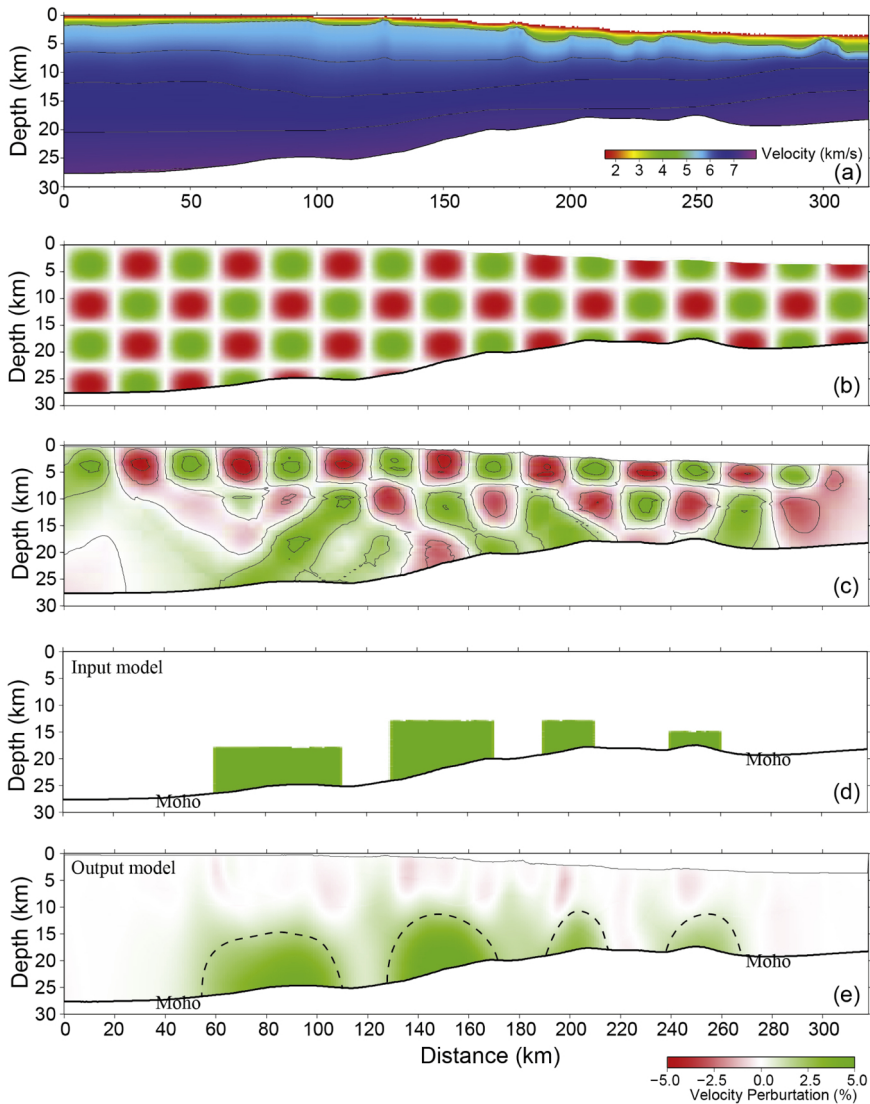 0
5
10
15
20
25
30
Depth (km)
2 3 4 5 6 7
Velocity (km/s)
(a)
0 50 100 150 200 250 300
0
5
10
15
20
25
30
Depth (km)
(b)
0
5
10
15
20
25
30
Depth (km)
(c)
0
5
10
15
20
25
30
Depth (km)
Input model
Moho
Moho
(d)
0
5
10
15
20
25
30
Depth (km)
Output model
Moho
Moho
(e)
0 20 40 60 80 100 120 140 160 180 200 220 240 260 280 300
Distance (km)
−5.0 −2.5 0.0 2.5 5.0
Velocity Perburtation (%)